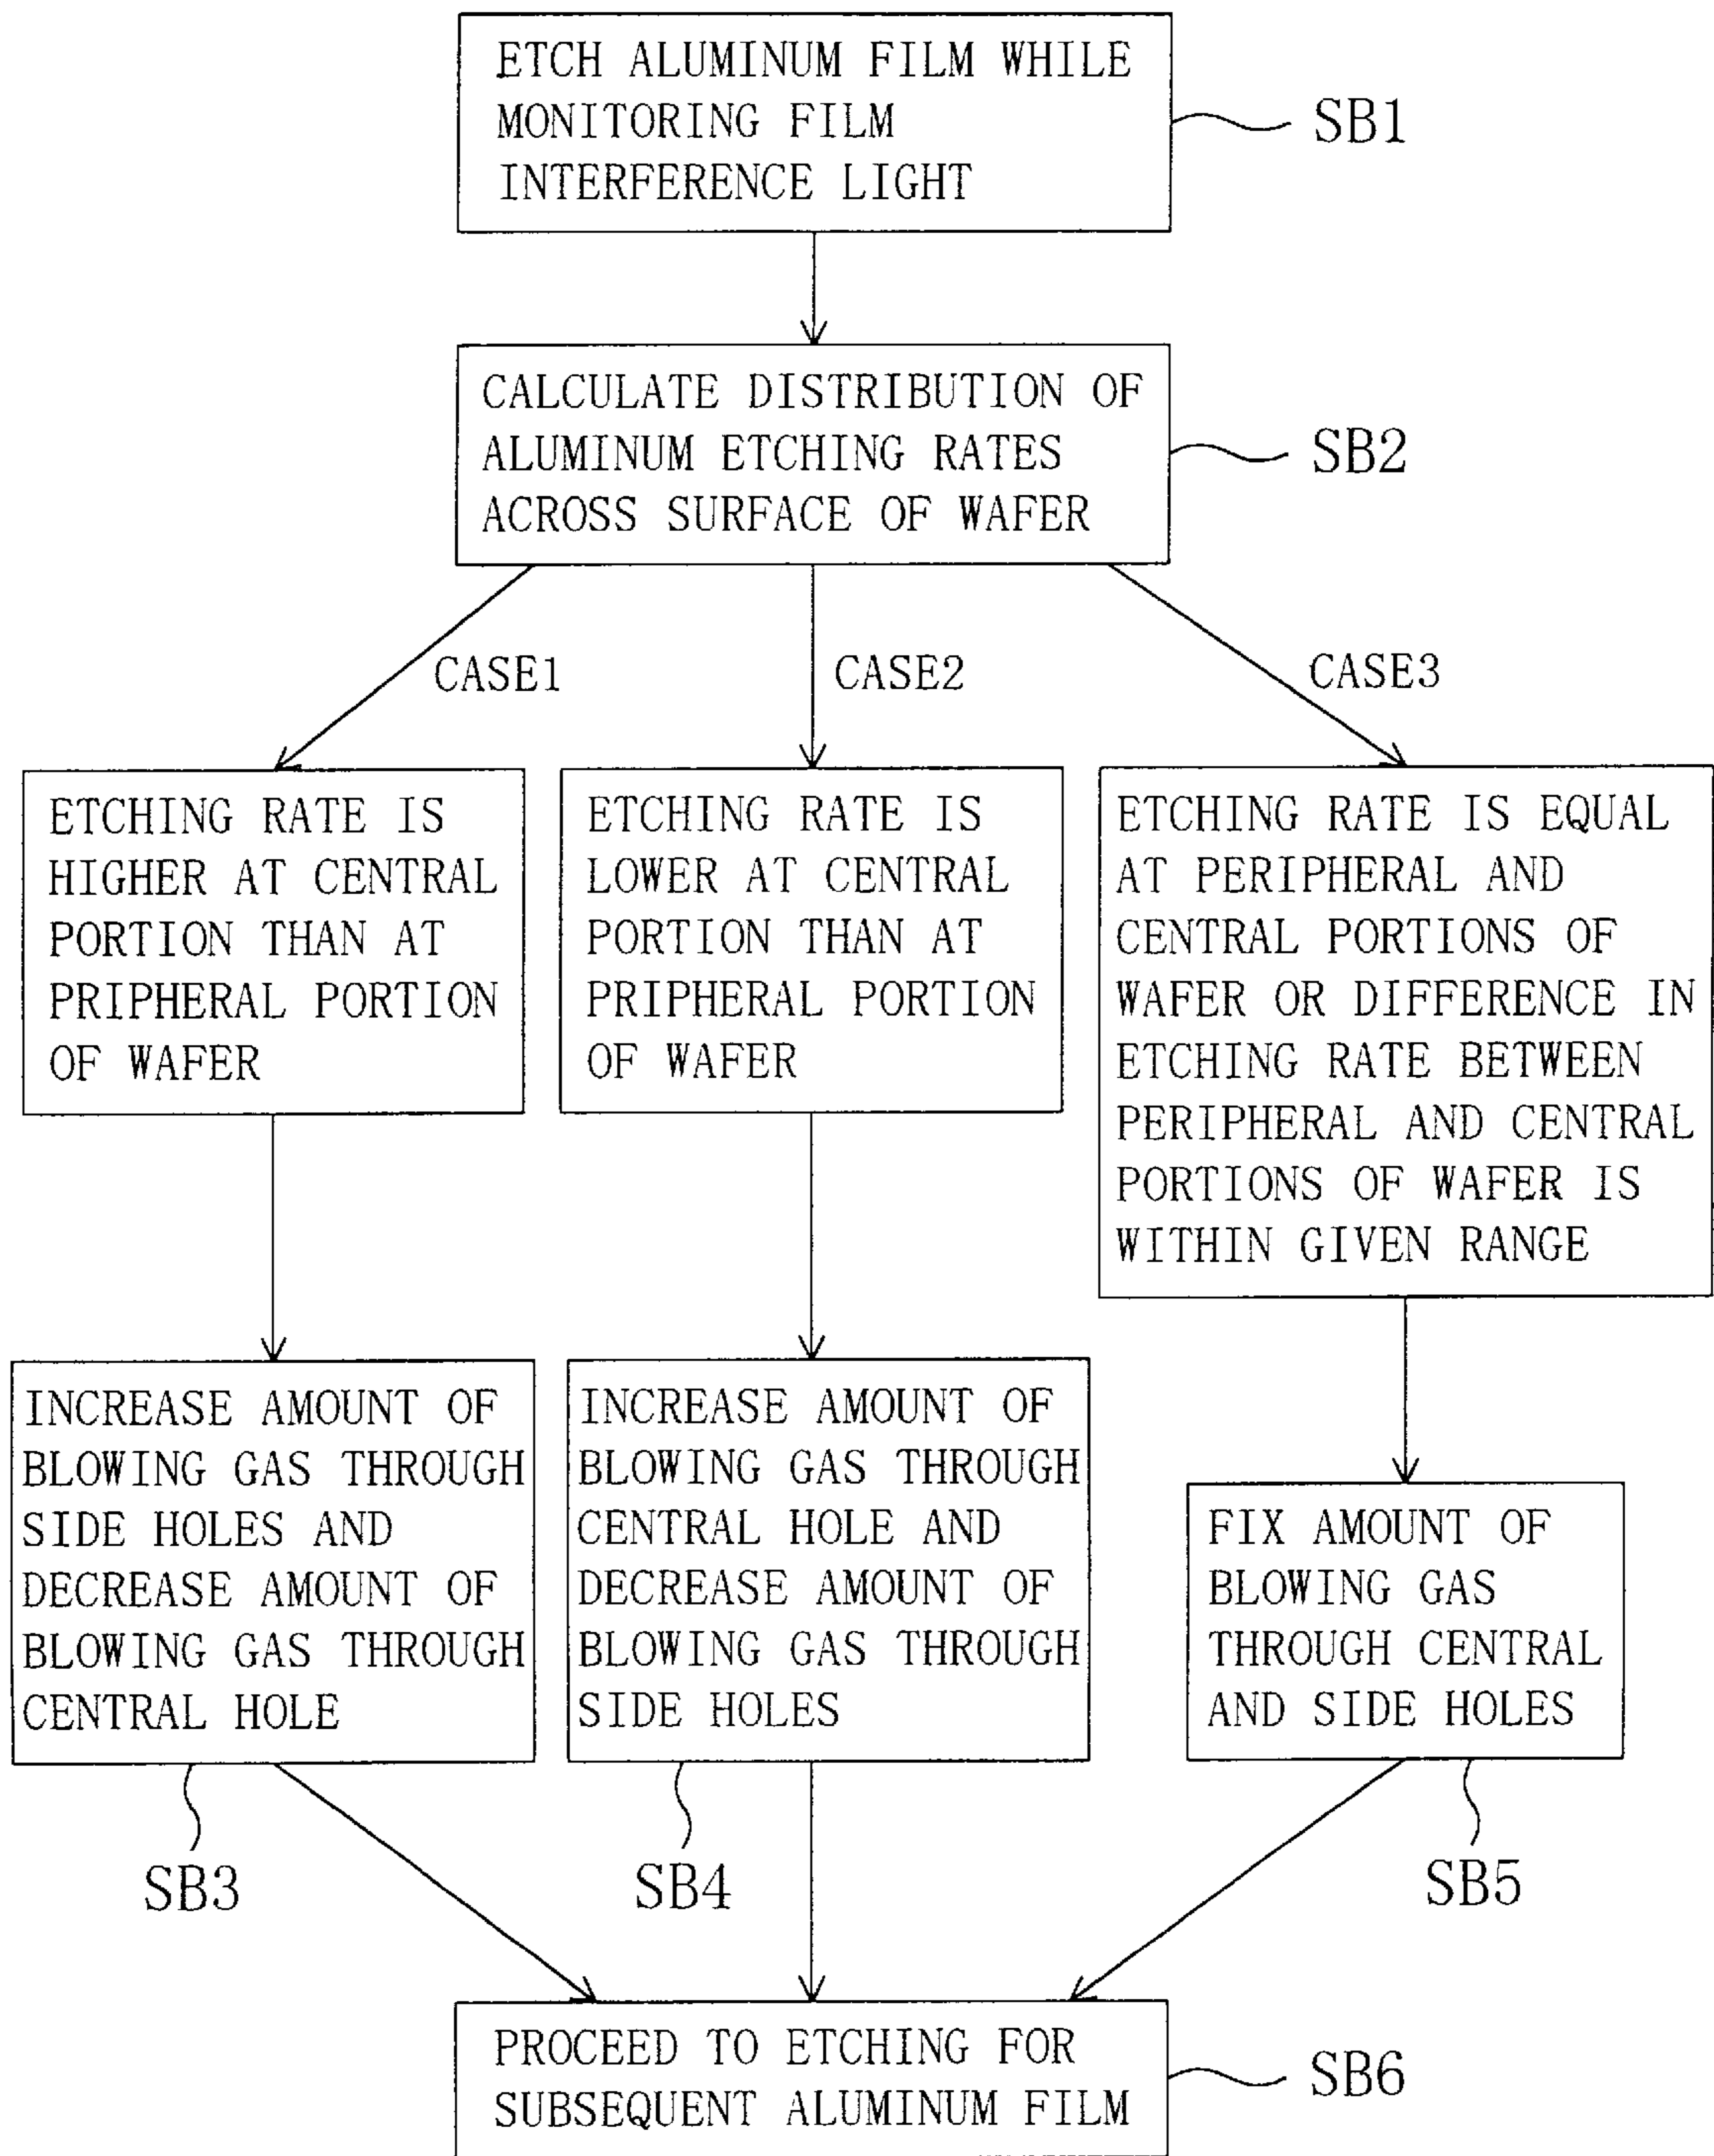 ETCH ALUMINUM FILM WHILE
MONITORING FILM
INTERFERENCE LIGHT
SB1
CALCULATE DISTRIBUTION OF
ALUMINUM ETCHING RATES
ACROSS SURFACE OF WAFER
SB2
CASE1
CASE2
CASE3
ETCHING RATE IS
HIGHER AT CENTRAL
PORTION THAN AT
PRIPHERAL PORTION
OF WAFER
ETCHING RATE IS
LOWER AT CENTRAL
PORTION THAN AT
PRIPHERAL PORTION
OF WAFER
ETCHING RATE IS EQUAL
AT PERIPHERAL AND
CENTRAL PORTIONS OF
WAFER OR DIFFERENCE IN
ETCHING RATE BETWEEN
PERIPHERAL AND CENTRAL
PORTIONS OF WAFER IS
WITHIN GIVEN RANGE
INCREASE AMOUNT OF
BLOWING GAS THROUGH
SIDE HOLES AND
DECREASE AMOUNT OF
BLOWING GAS THROUGH
CENTRAL HOLE
INCREASE AMOUNT OF
BLOWING GAS THROUGH
CENTRAL HOLE AND
DECREASE AMOUNT OF
BLOWING GAS THROUGH
SIDE HOLES
FIX AMOUNT OF
BLOWING GAS
THROUGH CENTRAL
AND SIDE HOLES
SB3
SB4
SB5
PROCEED TO ETCHING FOR
SUBSEQUENT ALUMINUM FILM
SB6